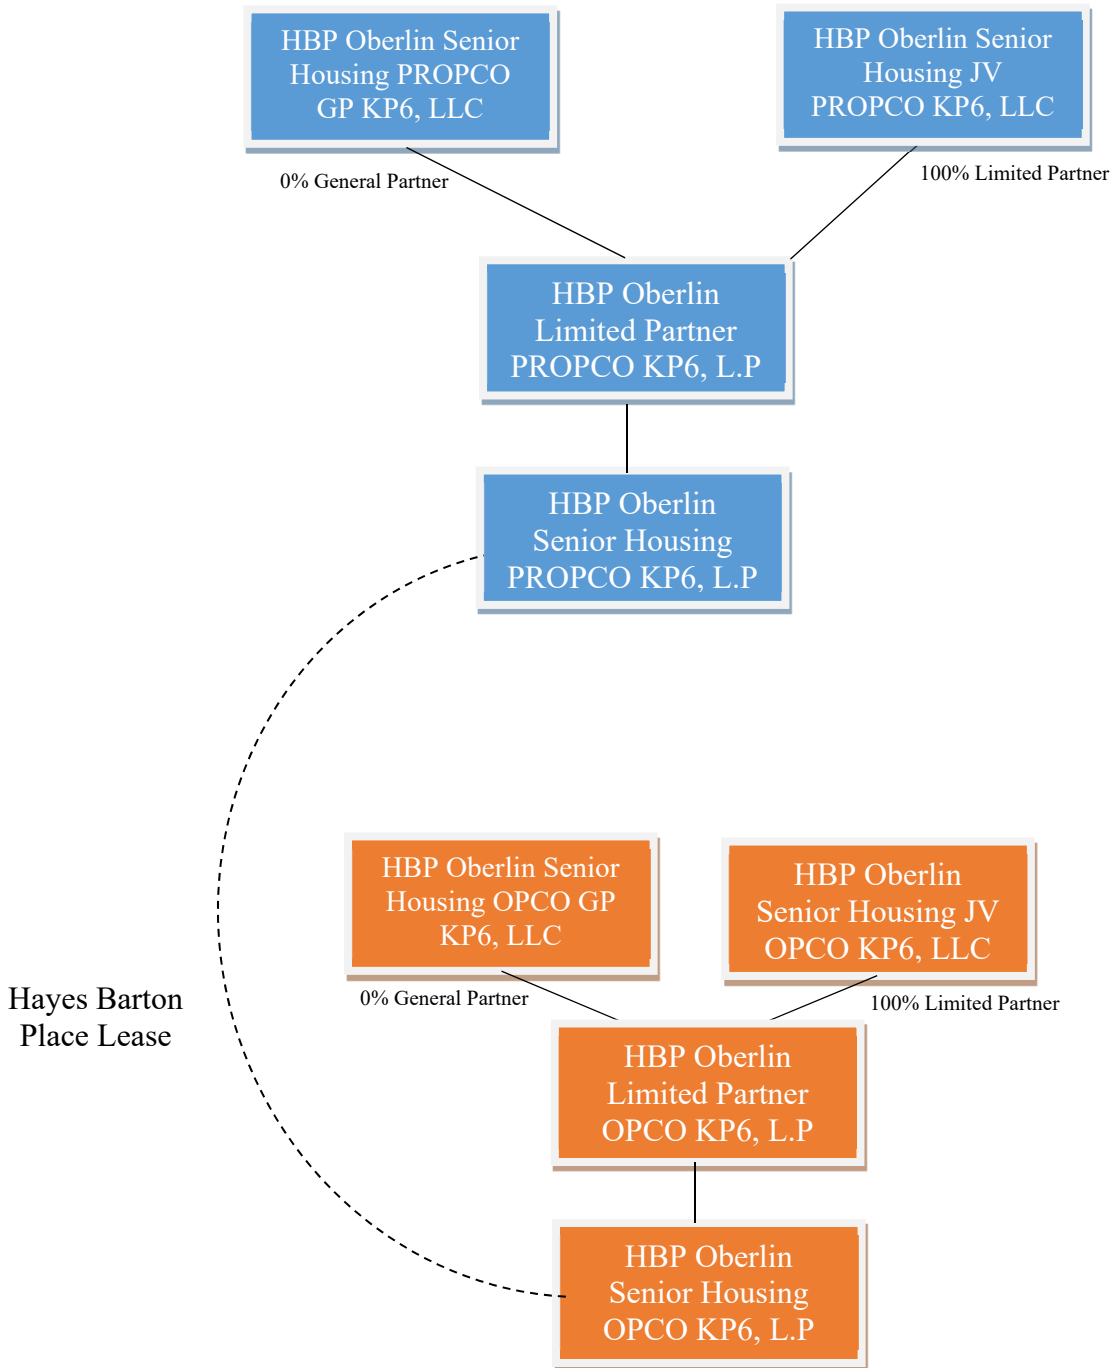 HBP Oberlin Senior
Housing PROPCO
GP KP6, LLC
HBP Oberlin Senior
Housing JV
PROPCO KP6, LLC
0% General Partner
100% Limited Partner
HBP Oberlin
Limited Partner
PROPCO KP6, L.P
HBP Oberlin
Senior Housing
PROPCO KP6, L.P
HBP Oberlin Senior
Housing OPCO GP
KP6, LLC
HBP Oberlin
Senior Housing JV
OPCO KP6, LLC
0% General Partner
100% Limited Partner
Hayes Barton
Place Lease
HBP Oberlin
Limited Partner
OPCO KP6, L.P
HBP Oberlin
Senior Housing
OPCO KP6, L.P